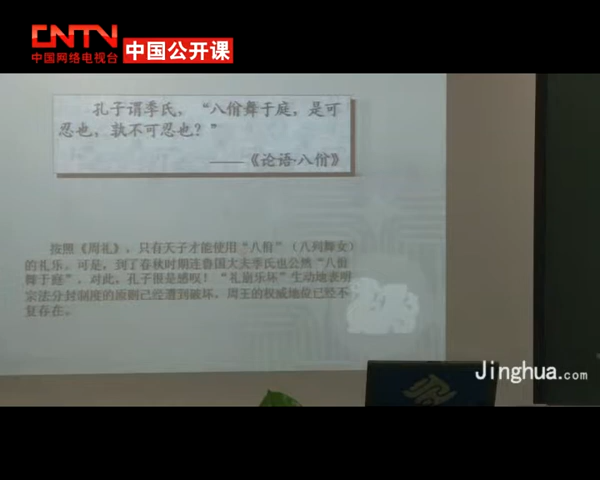 CNTV
中国网络电视台
中国公开课
孔子谓季氏，“八佾舞于庭，是可
忍也，孰不可忍也？”
——《论语·八佾》
按照《周礼》，只有天子才能使用“八佾”（八列舞女）
的礼乐。可是，到了春秋时期连鲁国大夫季氏也公然“八佾
舞于庭”，对此，孔子很是感叹！“礼崩乐坏”生动地表明
宗法分封制度的原则已经遭到破坏，周王的权威地位已经不
复存在。
Jinghua.com